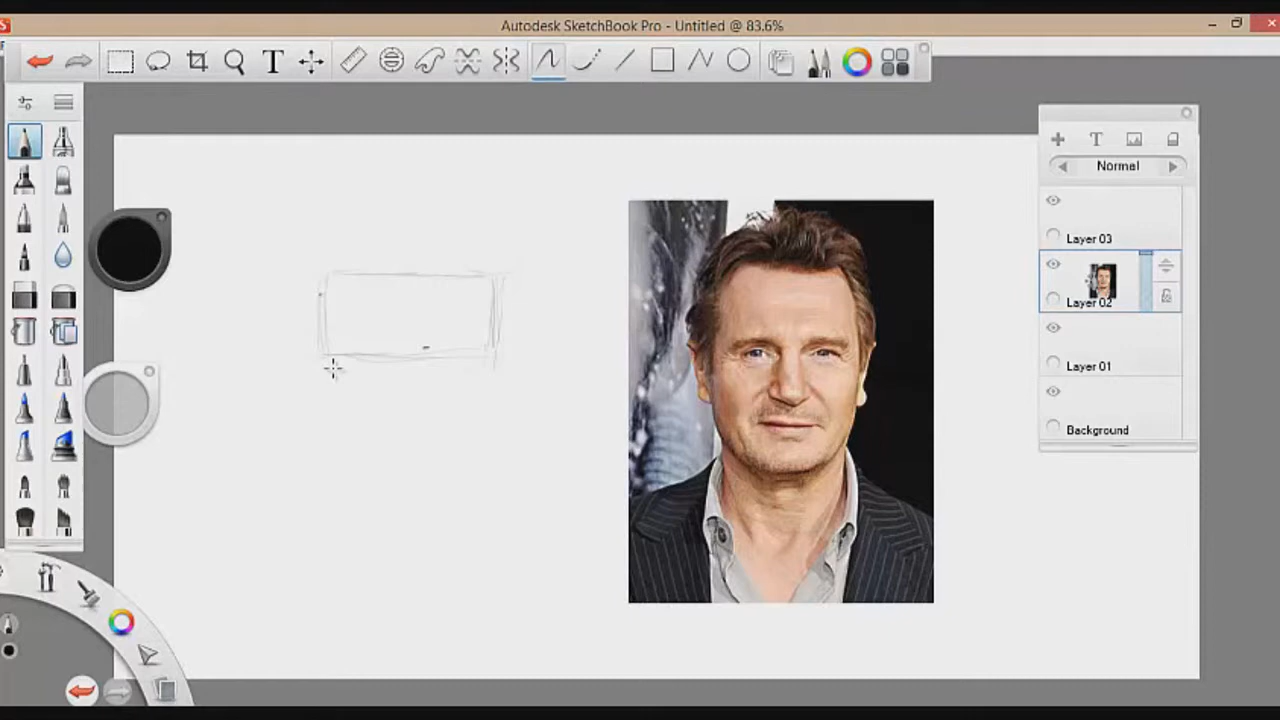 Autodesk SketchBook Pro - Untitled @ 83.6%
T
T
Normal
Layer 03
Layer 02
Layer 01
Background